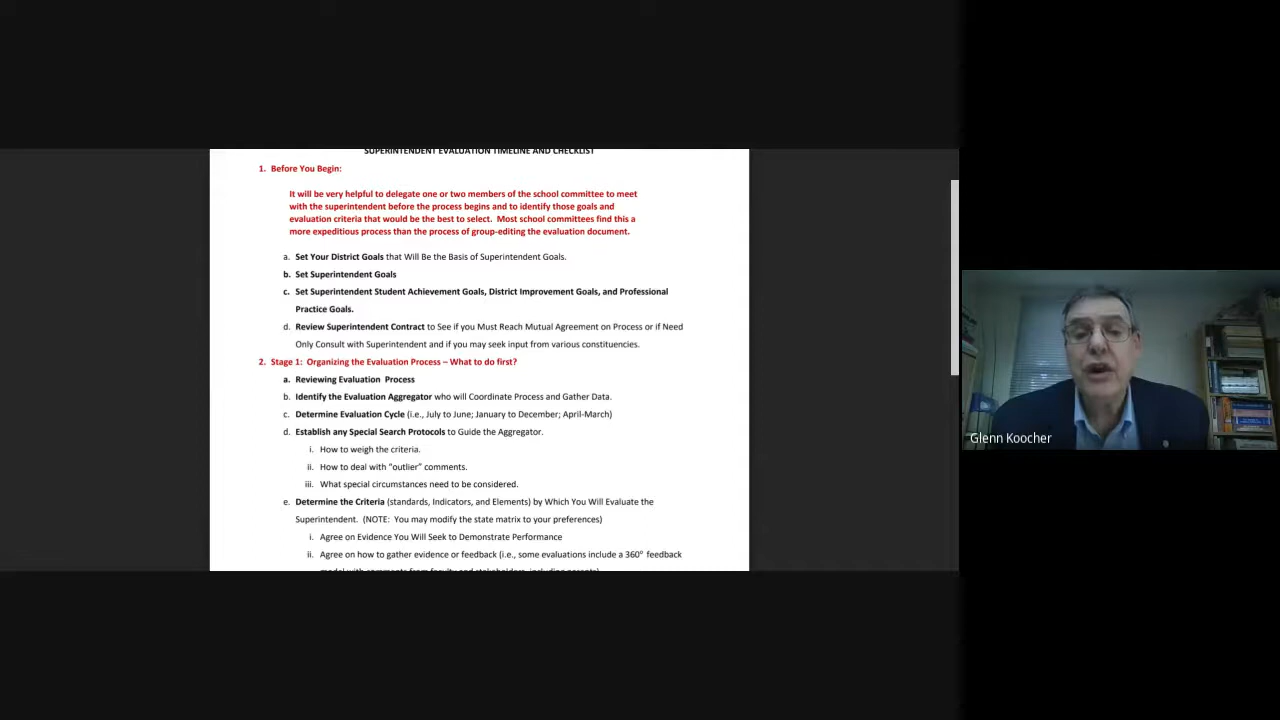 SUPERINTENDENT EVALUATION TIMELINE AND CHECKLIST
1. Before You Begin:
It will be very helpful to delegate one or two members of the school committee to meet
with the superintendent before the process begins and to identify those goals and
evaluation criteria that would be the best to select. Most school committees find this a
more expeditious process than the process of group-editing the evaluation document.
a. Set Your District Goals that Will Be the Basis of Superintendent Goals.
b. Set Superintendent Goals
c. Set Superintendent Student Achievement Goals, District Improvement Goals, and Professional
Practice Goals.
d. Review Superintendent Contract to See if you Must Reach Mutual Agreement on Process or if Need
Only Consult with Superintendent and if you may seek input from various constituencies.
2. Stage 1: Organizing the Evaluation Process – What to do first?
a. Reviewing Evaluation Process
b. Identify the Evaluation Aggregator who will Coordinate Process and Gather Data.
c. Determine Evaluation Cycle (i.e., July to June; January to December; April-March)
d. Establish any Special Search Protocols to Guide the Aggregator.
i. How to weigh the criteria.
ii. How to deal with “outlier” comments.
iii. What special circumstances need to be considered.
e. Determine the Criteria (standards, Indicators, and Elements) by Which You Will Evaluate the
Superintendent. (NOTE: You may modify the state matrix to your preferences)
i. Agree on Evidence You Will Seek to Demonstrate Performance
ii. Agree on how to gather evidence or feedback (i.e., some evaluations include a 360° feedback
model with comments from faculty and stakeholders, including parents)
Glenn Koocher